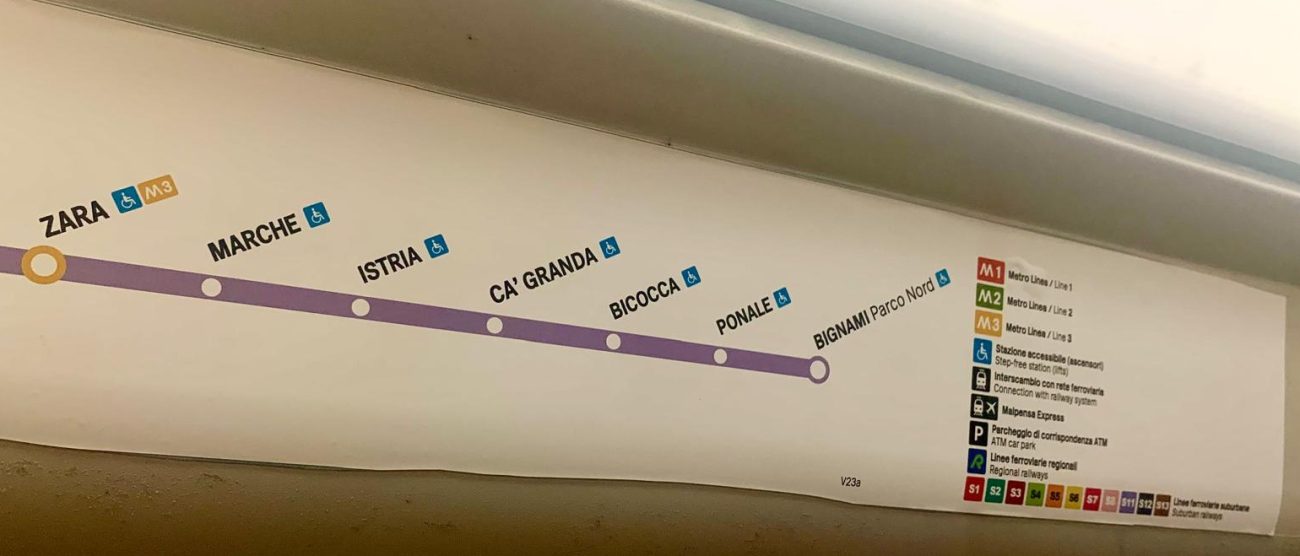 ZARA M3
MARCHE
ISTRIA
CA' GRANDA
BICOCCA
PONALE
BIGNAMI Parco Nord
M1 Metro Linea / Line 1
M2 Metro Linea / Line 2
M3 Metro Linea / Line 3
Stazione accessibile (ascensori)
Step-free station (lifts)
Interscambio con rete ferroviaria
Connection with railway system
Malpensa Express
P Parcheggio di corrispondenza ATM
ATM car park
R Linee ferroviarie regionali
Regional railways
S1 S2 S3 S4 S5 S6 S7 S8 S11 S12 S13 Linee ferroviarie suburbane
Suburban railways
V23a